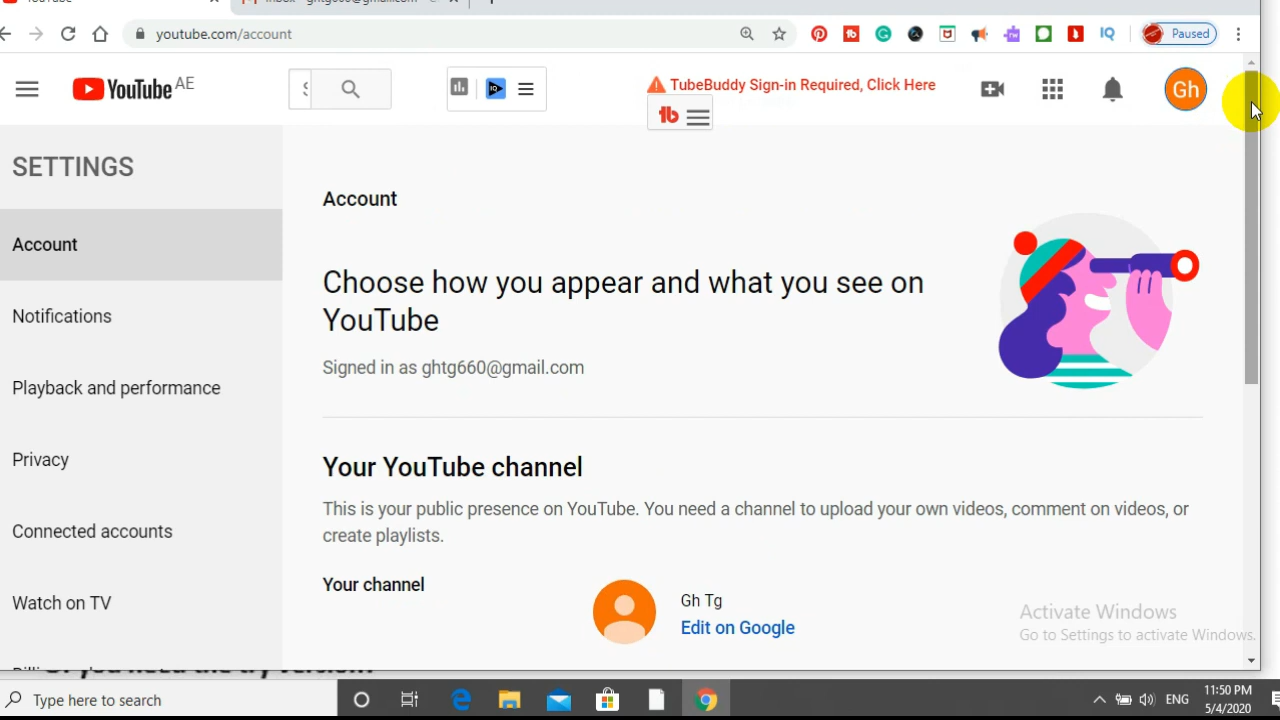 youtube.com/account
Paused
YouTube AE
IQ
TubeBuddy Sign-in Required, Click Here
Gh
SETTINGS
Account
Notifications
Playback and performance
Privacy
Connected accounts
Watch on TV
Account
Choose how you appear and what you see on
YouTube
Signed in as ghtg660@gmail.com
Your YouTube channel
This is your public presence on YouTube. You need a channel to upload your own videos, comment on videos, or
create playlists.
Your channel
Gh Tg
Edit on Google
Activate Windows
Go to Settings to activate Windows.
Type here to search
ENG
11:50 PM
5/4/2020